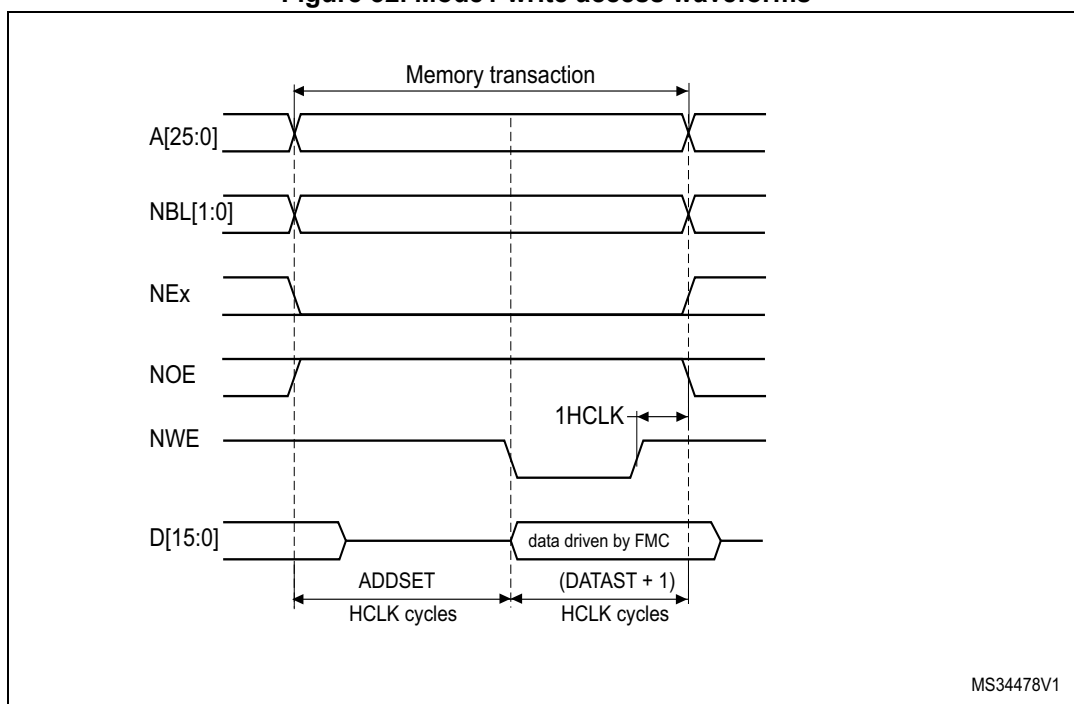 Memory transaction
A[25:0]
NBL[1:0]
NEx
NOE
1HCLK
NWE
D[15:0]
data driven by FMC
ADDSET
(DATAST + 1)
HCLK cycles
HCLK cycles
MS34478V1